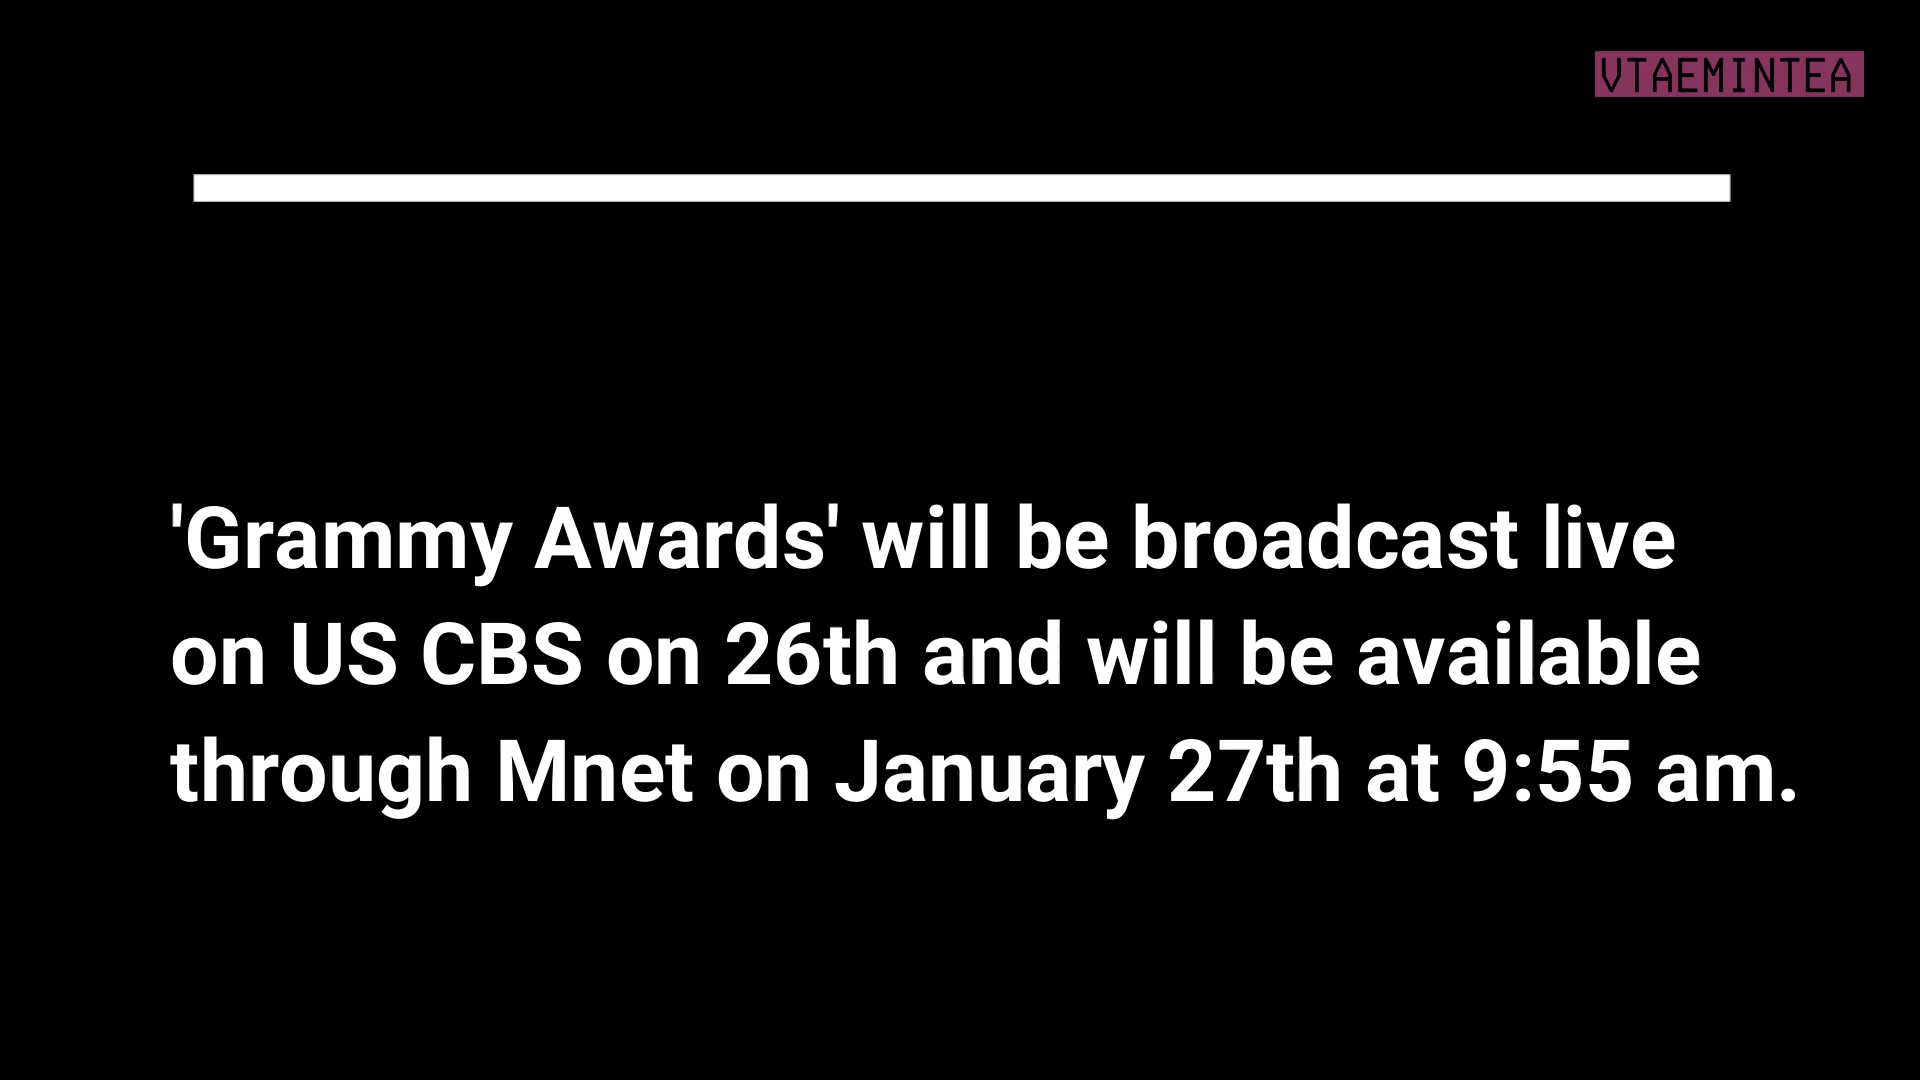 VTAEMINTEA
'Grammy Awards' will be broadcast live
on US CBS on 26th and will be available
through Mnet on January 27th at 9:55 am.